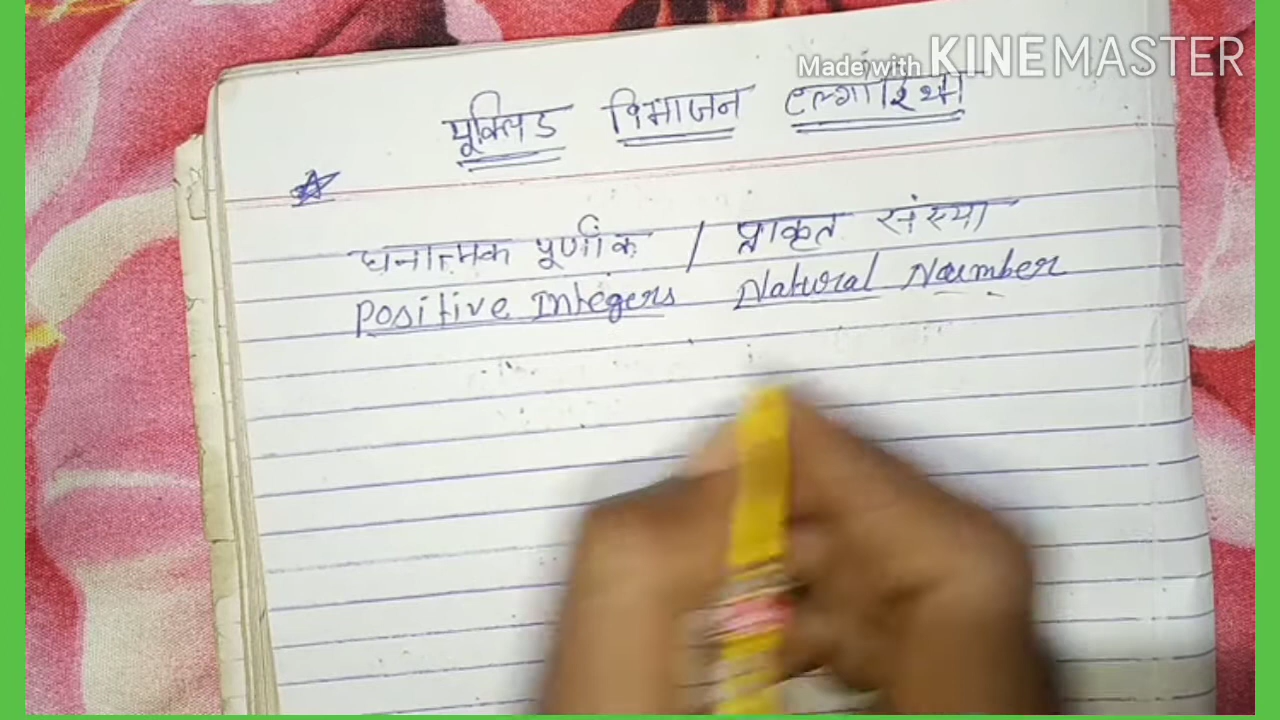 Made with KINEMASTER
यूक्लिड विभाजन एल्गोरिथ्म
धनात्मक पूर्णांक / प्राकृत संख्या
Positive Integers Natural Number